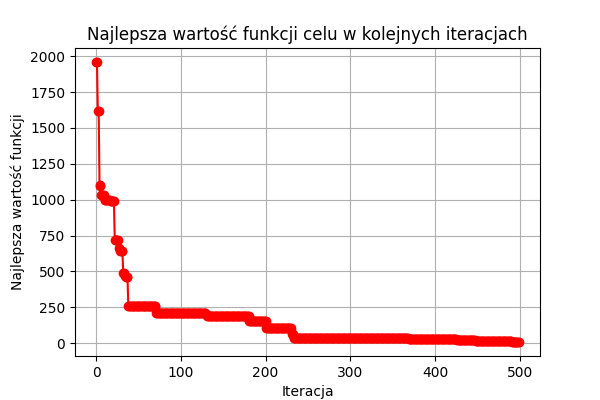 Najlepsza wartość funkcji celu w kolejnych iteracjach
Najlepsza wartość funkcji
2000
1750
1500
1250
1000
750
500
250
0
0 100 200 300 400 500
Iteracja